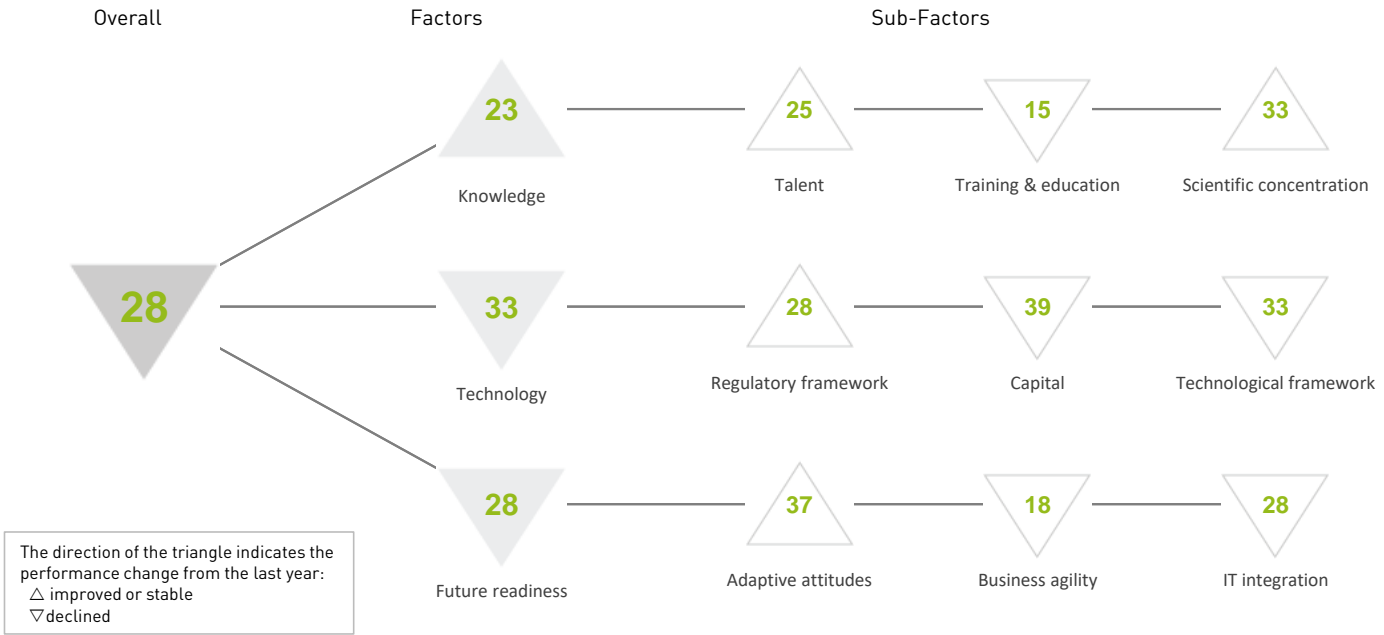 Overall
Factors
Sub-Factors
23
25
15
33
Knowledge
Talent
Training & education
Scientific concentration
28
33
28
39
33
Technology
Regulatory framework
Capital
Technological framework
28
37
18
28
Future readiness
Adaptive attitudes
Business agility
IT integration
The direction of the triangle indicates the
performance change from the last year:
△ improved or stable
▽ declined